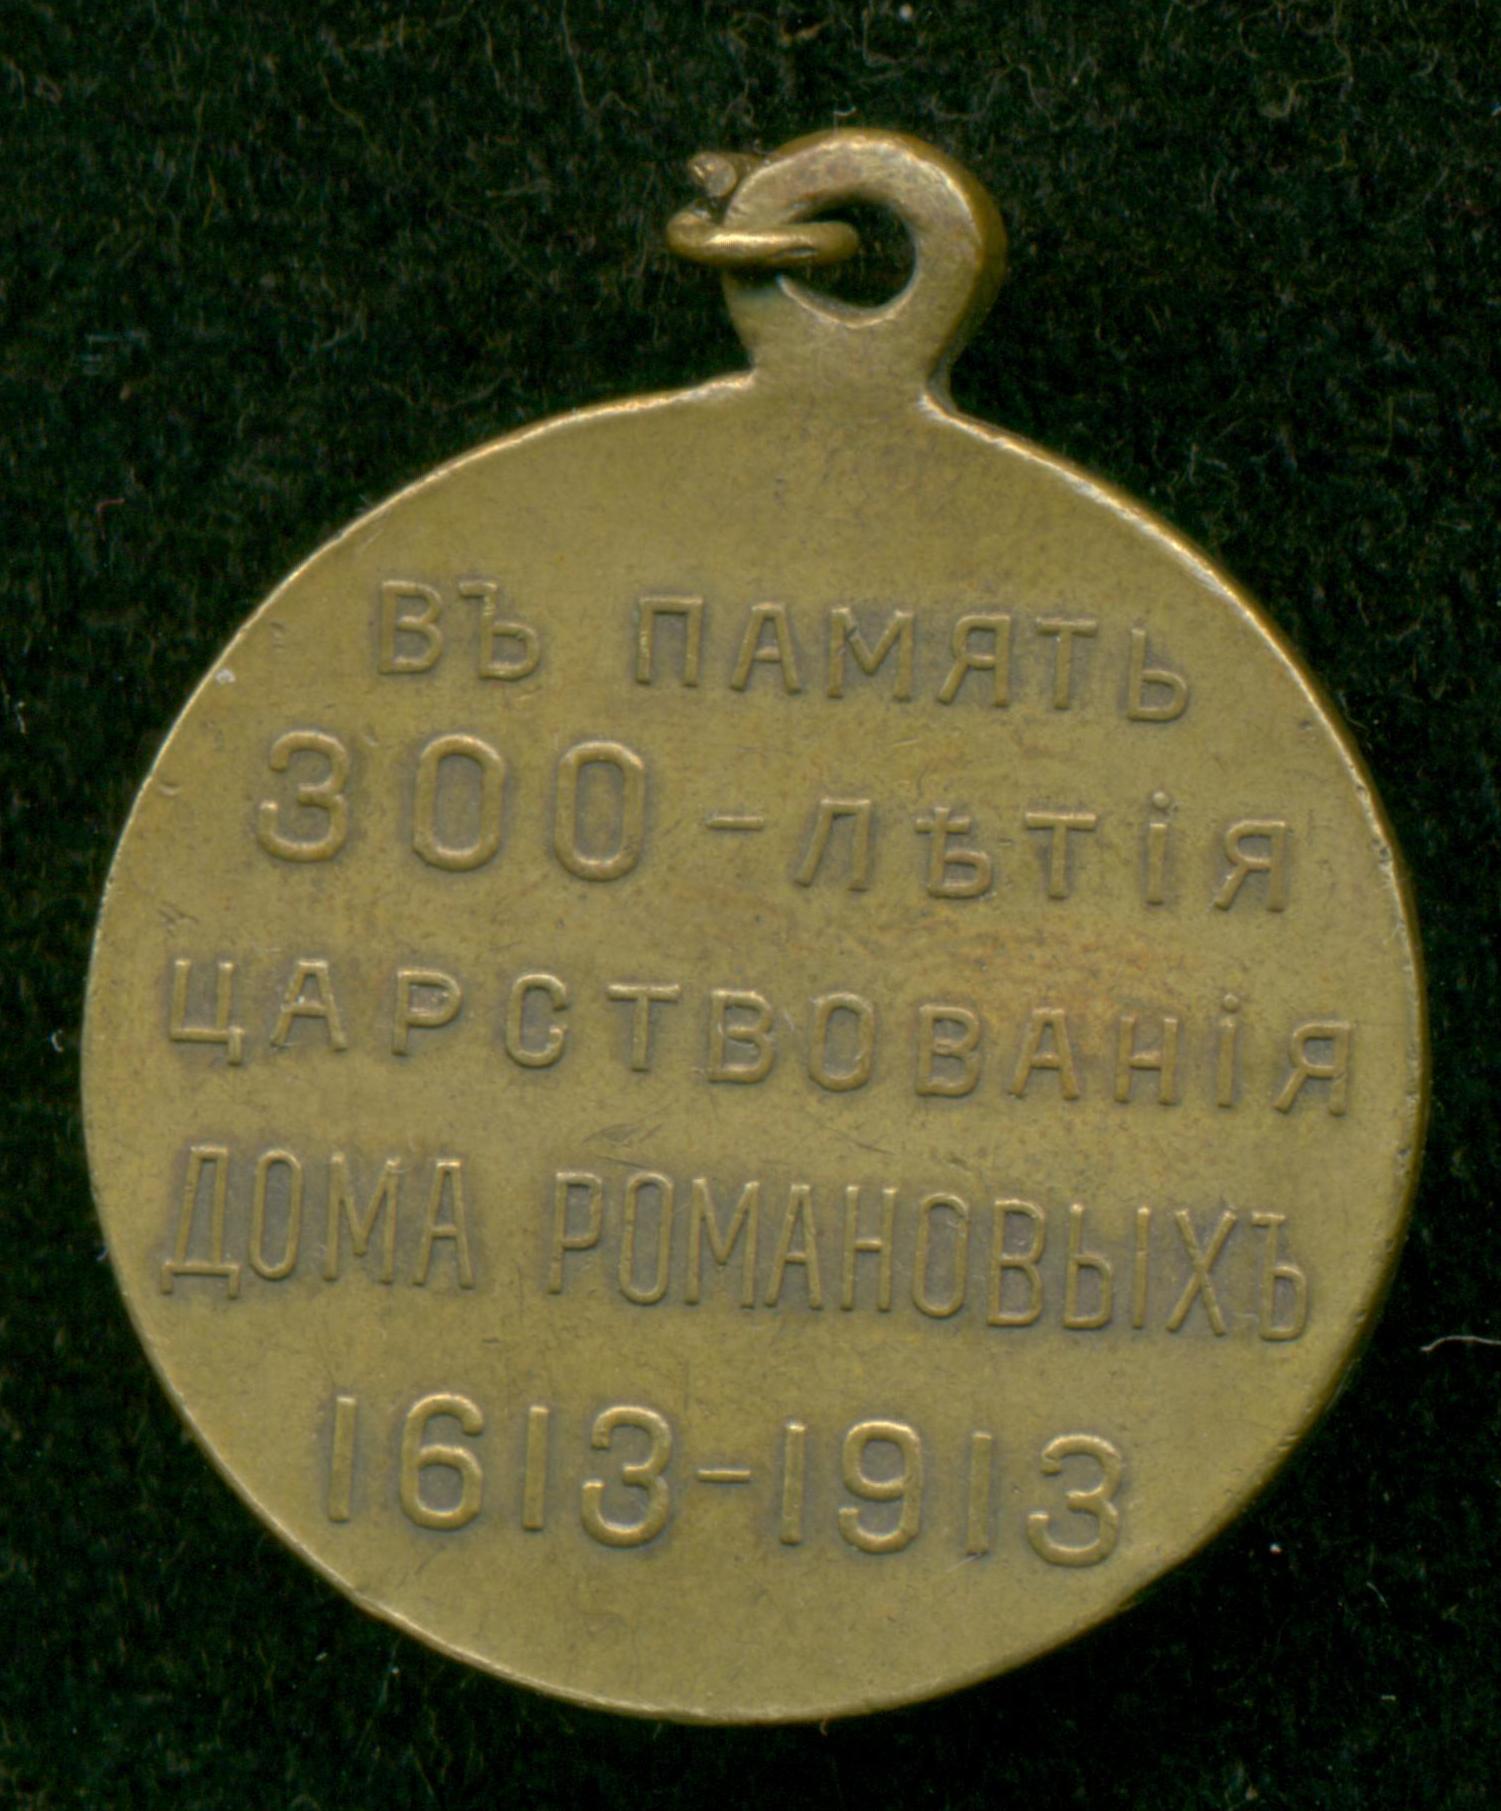 ВЪ ПАМЯТЬ
300-ЛѢТІЯ
ЦАРСТВОВАНІЯ
ДОМА РОМАНОВЫХЪ
1613-1913